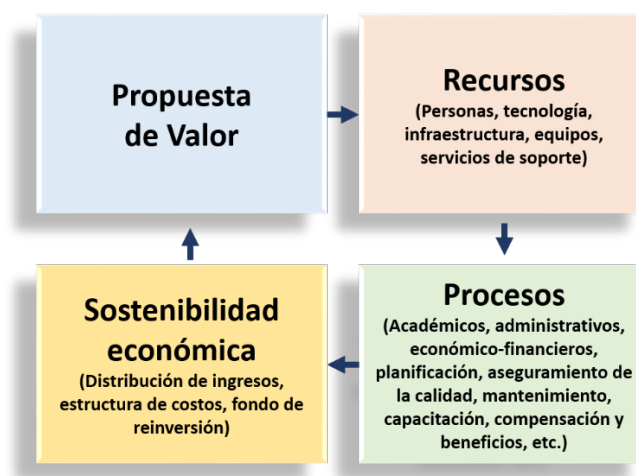 Propuesta
de Valor
Recursos
(Personas, tecnología,
infraestructura, equipos,
servicios de soporte)
Sostenibilidad
económica
(Distribución de ingresos,
estructura de costos, fondo de
reinversión)
Procesos
(Académicos, administrativos,
económico-financieros,
planificación, aseguramiento de
la calidad, mantenimiento,
capacitación, compensación y
beneficios, etc.)